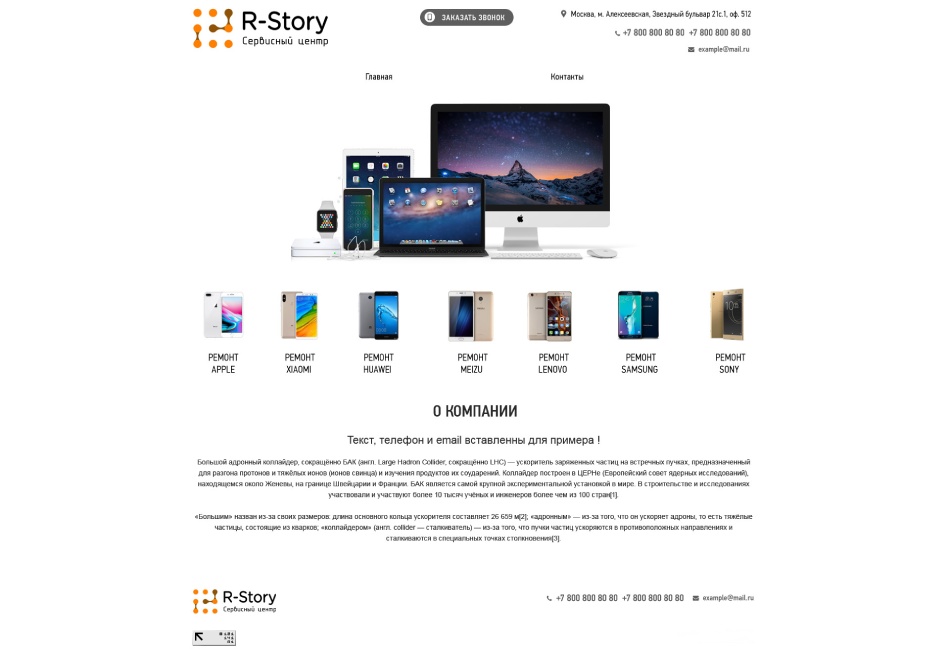 R-Story
Сервисный центр
ЗАКАЗАТЬ ЗВОНОК
Москва, м. Алексеевская, Звездный бульвар 21с.1, оф. 512
+7 800 800 80 80 +7 800 800 80 80
example@mail.ru
Главная
Контакты
РЕМОНТ
APPLE
РЕМОНТ
XIAOMI
РЕМОНТ
HUAWEI
РЕМОНТ
MEIZU
РЕМОНТ
LENOVO
РЕМОНТ
SAMSUNG
РЕМОНТ
SONY
О КОМПАНИИ
Текст, телефон и email вставленны для примера !
Большой адронный коллайдер, сокращённо БАК (англ. Large Hadron Collider, сокращённо LHC) — ускоритель заряженных частиц на встречных пучках, предназначенный
для разгона протонов и тяжёлых ионов (ионов свинца) и изучения продуктов их соударений. Коллайдер построен в ЦЕРНе (Европейский совет ядерных исследований),
находящемся около Женевы, на границе Швейцарии и Франции. БАК является самой крупной экспериментальной установкой в мире. В строительстве и исследованиях
участвовали и участвуют более 10 тысяч учёных и инженеров более чем из 100 стран[1].
«Большим» назван из-за своих размеров: длина основного кольца ускорителя составляет 26 659 м[2]; «адронным» — из-за того, что он ускоряет адроны, то есть тяжёлые
частицы, состоящие из кварков; «коллайдером» (англ. collider — сталкиватель) — из-за того, что пучки частиц ускоряются в противоположных направлениях и
сталкиваются в специальных точках столкновения[3].
R-Story
Сервисный центр
+7 800 800 80 80 +7 800 800 80 80
example@mail.ru